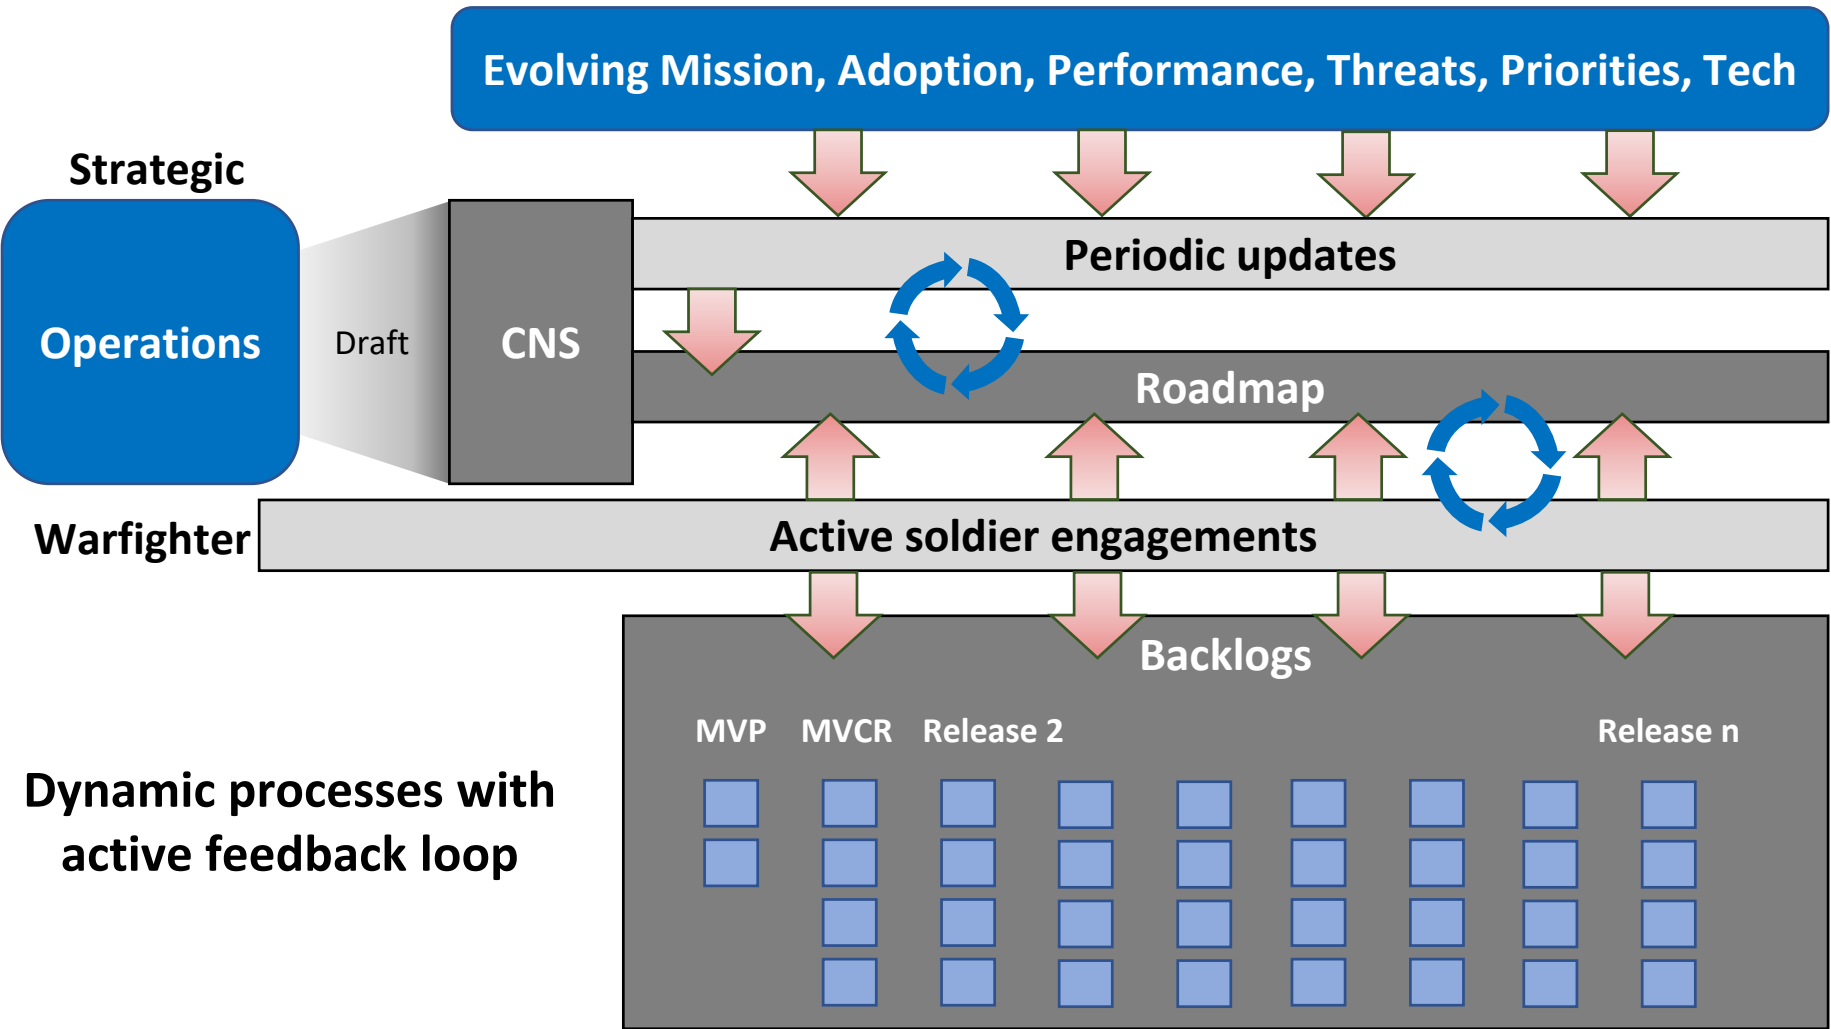 Evolving Mission, Adoption, Performance, Threats, Priorities, Tech
Strategic
Operations
Draft
CNS
Periodic updates
Roadmap
Warfighter
Active soldier engagements
Backlogs
MVP MVCR Release 2 Release n
Dynamic processes with
active feedback loop